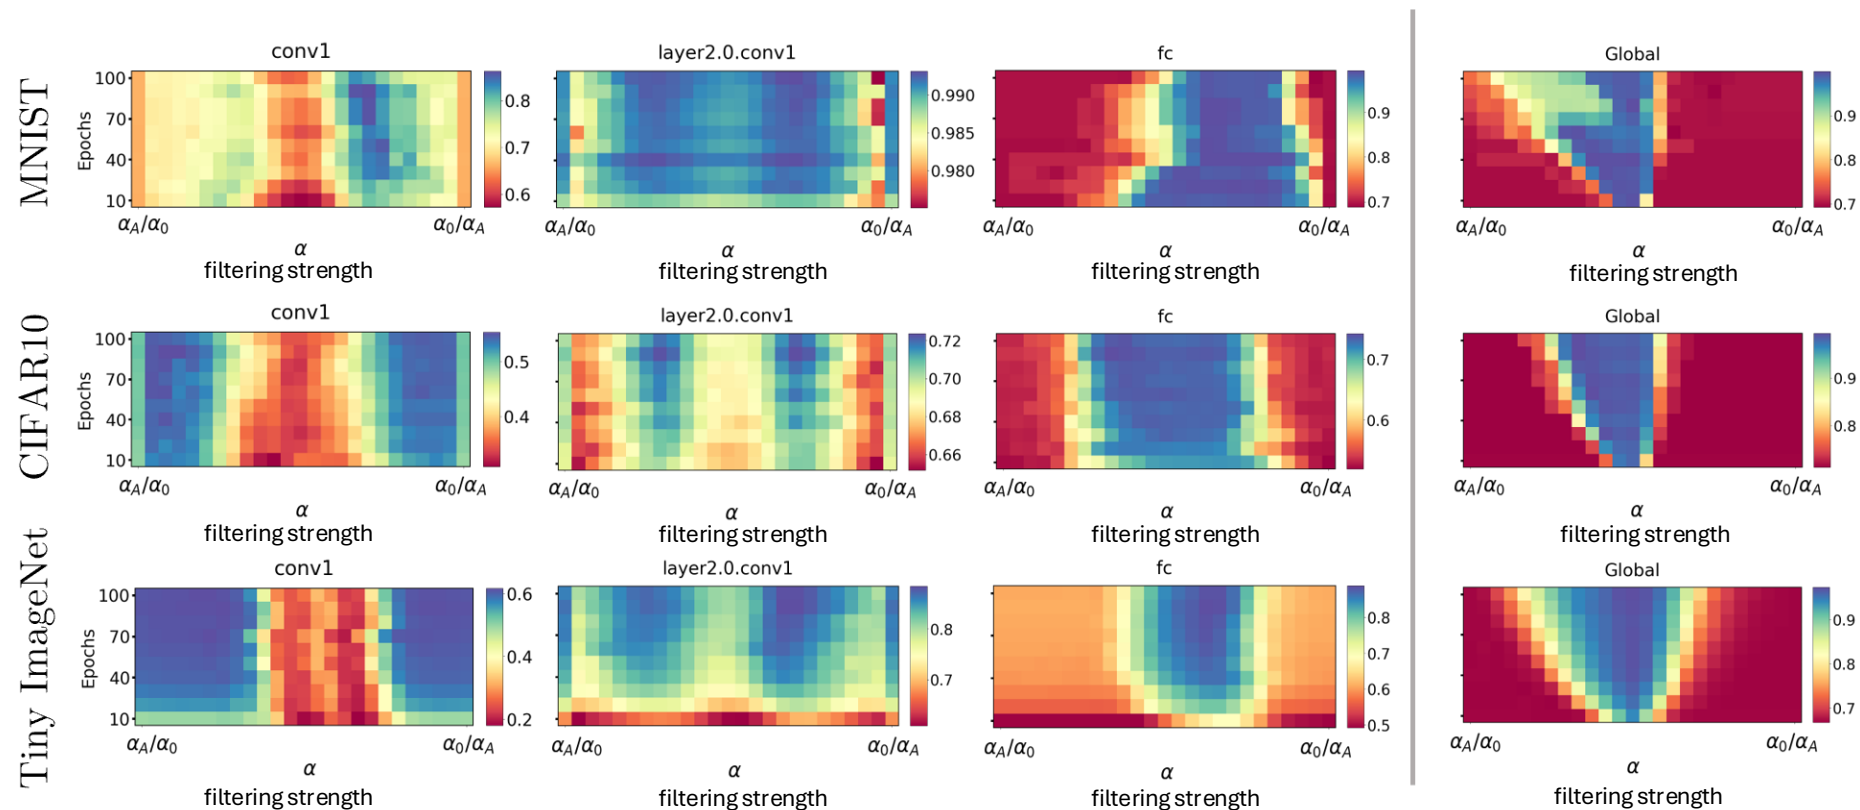 MNIST
conv1
layer2.0.conv1
fc
Global
Epochs
100
70
40
10
0.8
0.7
0.6
0.990
0.985
0.980
0.9
0.8
0.7
0.9
0.8
0.7
αA/α0
α0/αA
αA/α0
α0/αA
αA/α0
α0/αA
αA/α0
α0/αA
α
α
α
α
filtering strength
filtering strength
filtering strength
filtering strength
CIFAR10
conv1
layer2.0.conv1
fc
Global
Epochs
100
70
40
10
0.5
0.4
0.72
0.70
0.68
0.66
0.7
0.6
0.9
0.8
αA/α0
α0/αA
αA/α0
α0/αA
αA/α0
α0/αA
αA/α0
α0/αA
α
α
α
α
filtering strength
filtering strength
filtering strength
filtering strength
Tiny ImageNet
conv1
layer2.0.conv1
fc
Global
Epochs
100
70
40
10
0.6
0.4
0.2
0.8
0.7
0.8
0.7
0.6
0.5
0.9
0.8
0.7
αA/α0
α0/αA
αA/α0
α0/αA
αA/α0
α0/αA
αA/α0
α0/αA
α
α
α
α
filtering strength
filtering strength
filtering strength
filtering strength